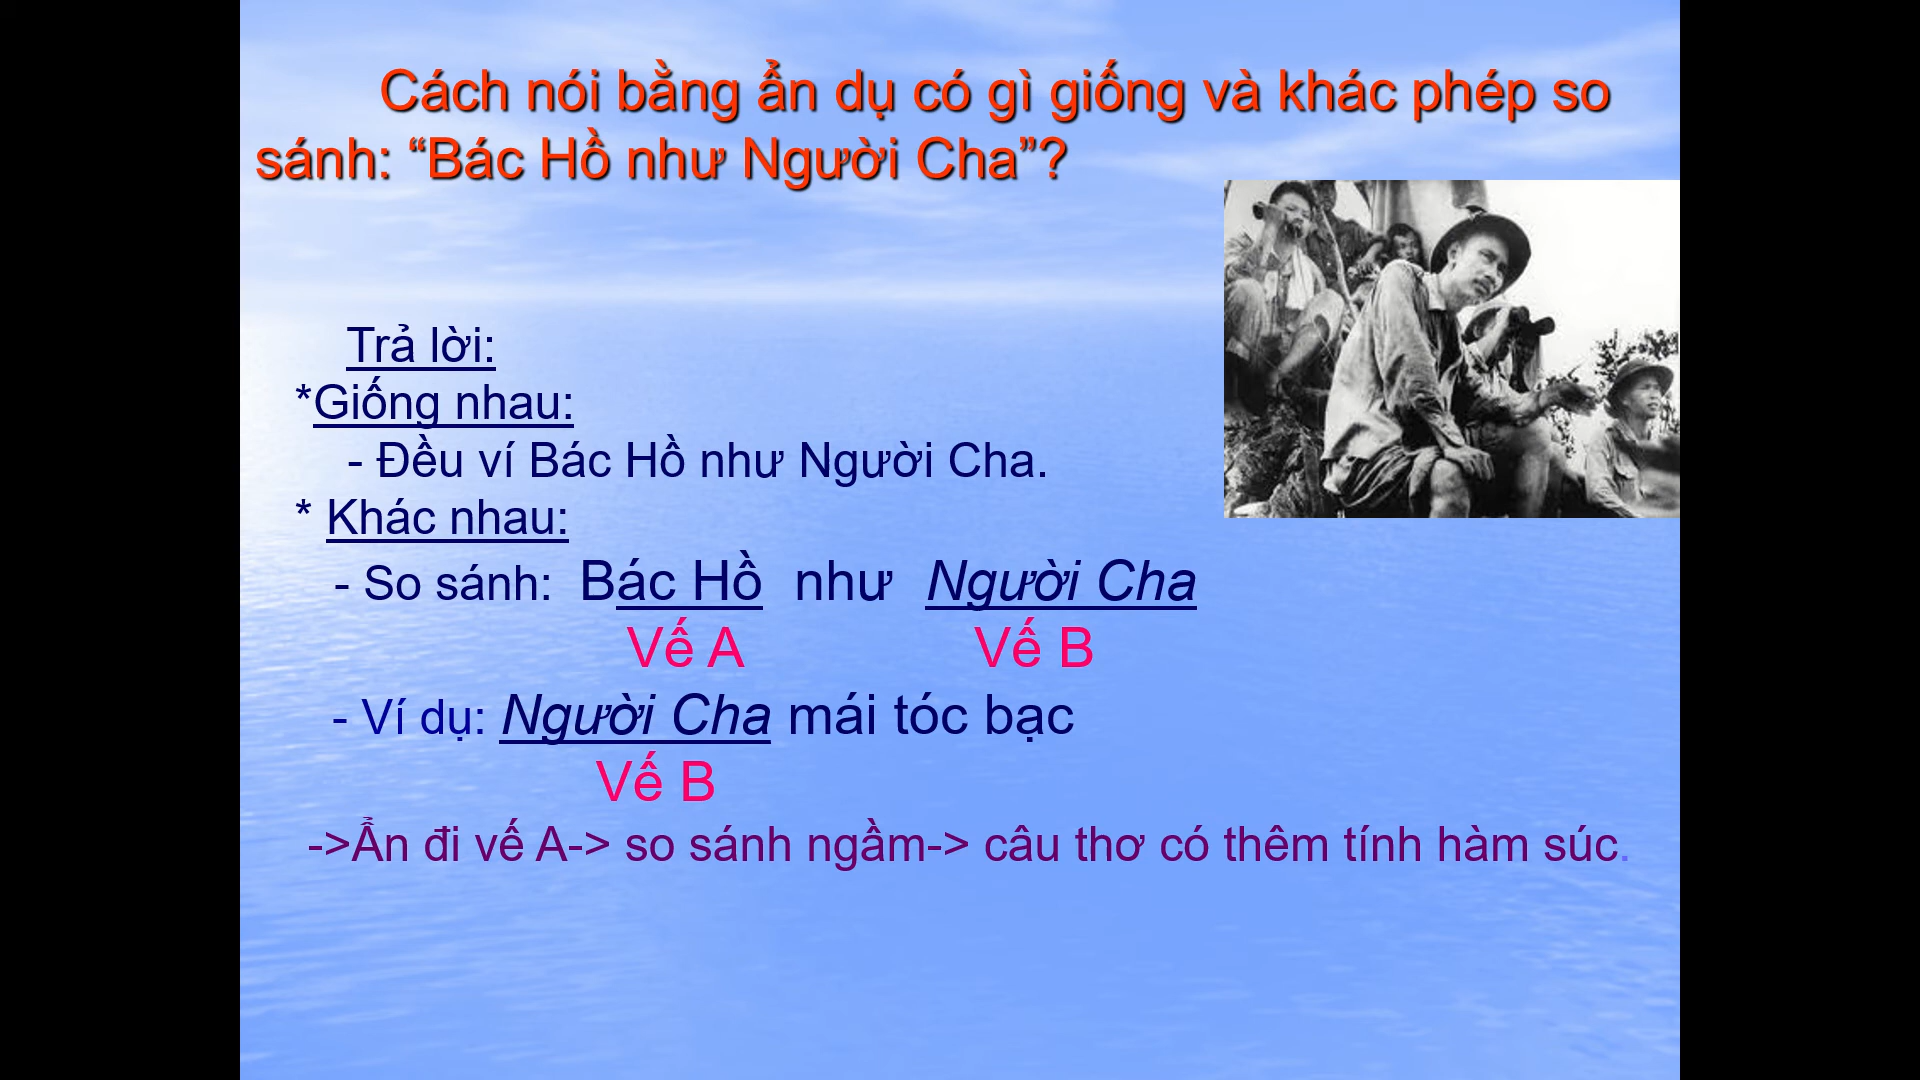 Cách nói bằng ẩn dụ có gì giống và khác phép so
sánh: “Bác Hồ như Người Cha”?
Trả lời:
*Giống nhau:
- Đều ví Bác Hồ như Người Cha.
* Khác nhau:
- So sánh: Bác Hồ như Người Cha
Vế A Vế B
- Ví dụ: Người Cha mái tóc bạc
Vế B
->Ẩn đi vế A-> so sánh ngầm-> câu thơ có thêm tính hàm súc.